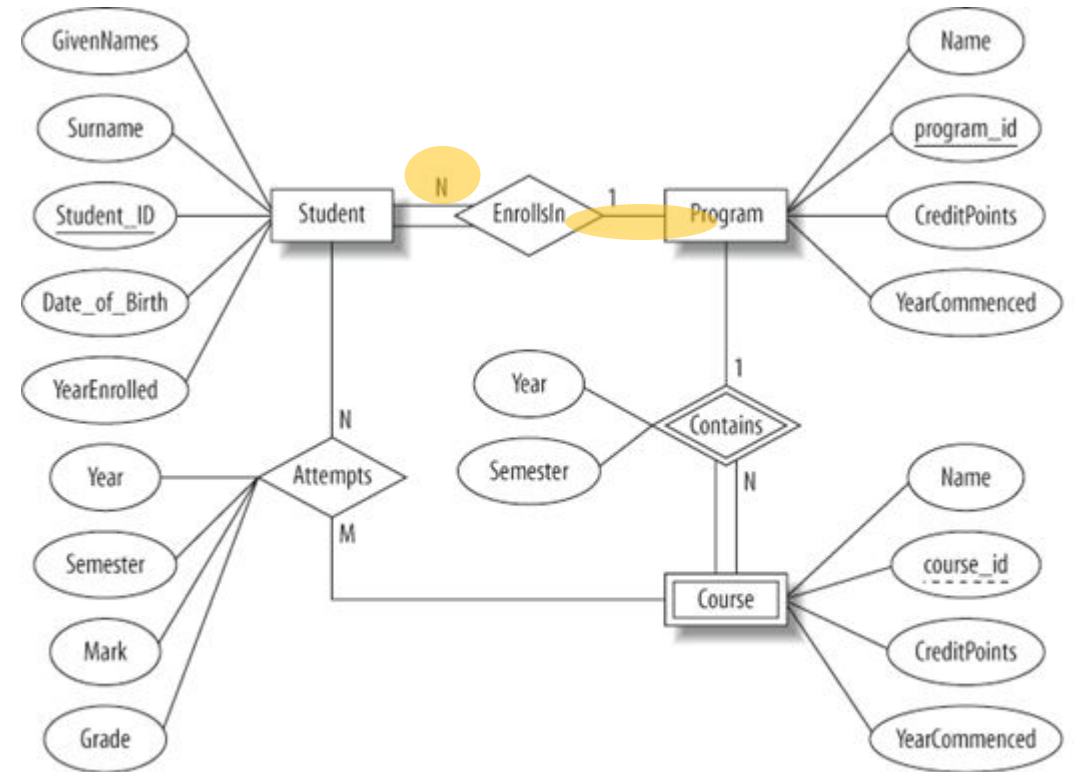 GivenNames
Name
Surname
program_id
N
1
Student_ID
Student
EnrollsIn
Program
CreditPoints
Date_of_Birth
YearCommenced
YearEnrolled
Year
1
Contains
N
Semester
N
Year
Attempts
Name
M
Semester
course_id
Course
Mark
CreditPoints
Grade
YearCommenced